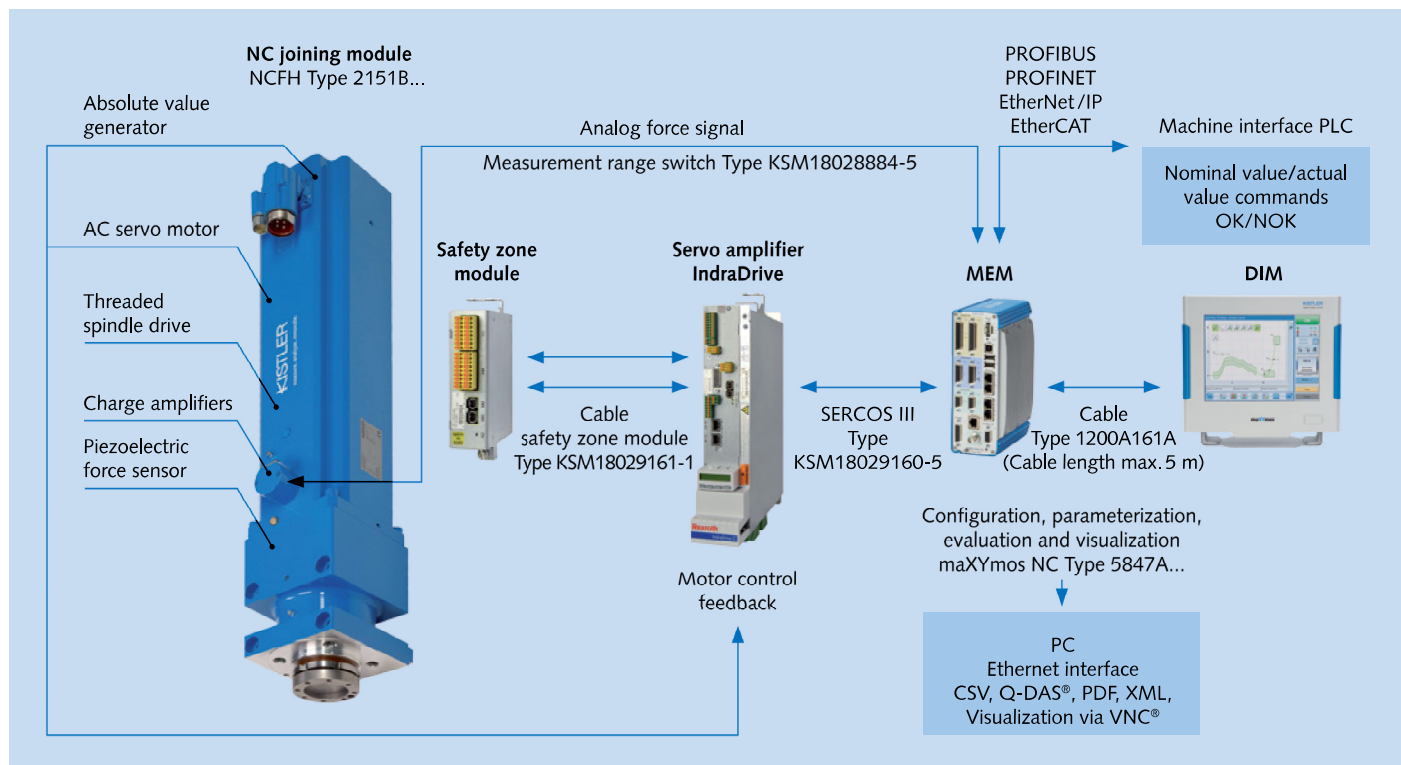 NC joining module
NCFH Type 2151B...
Absolute value
generator
AC servo motor
Threaded
spindle drive
Charge amplifiers
Piezoelectric
force sensor
KISTLER
Analog force signal
Measurement range switch Type KSM18028884-5
PROFIBUS
PROFINET
EtherNet/IP
EtherCAT
Machine interface PLC
Nominal value/actual
value commands
OK/NOK
Safety zone
module
Servo amplifier
IndraDrive
MEM
DIM
Cable
safety zone module
Type KSM18029161-1
SERCOS III
Type
KSM18029160-5
Cable
Type 1200A161A
(Cable length max. 5 m)
Rexroth
KISTLER
maXYmos
Motor control
feedback
Configuration, parameterization,
evaluation and visualization
maXYmos NC Type 5847A...
PC
Ethernet interface
CSV, Q-DAS®, PDF, XML,
Visualization via VNC®